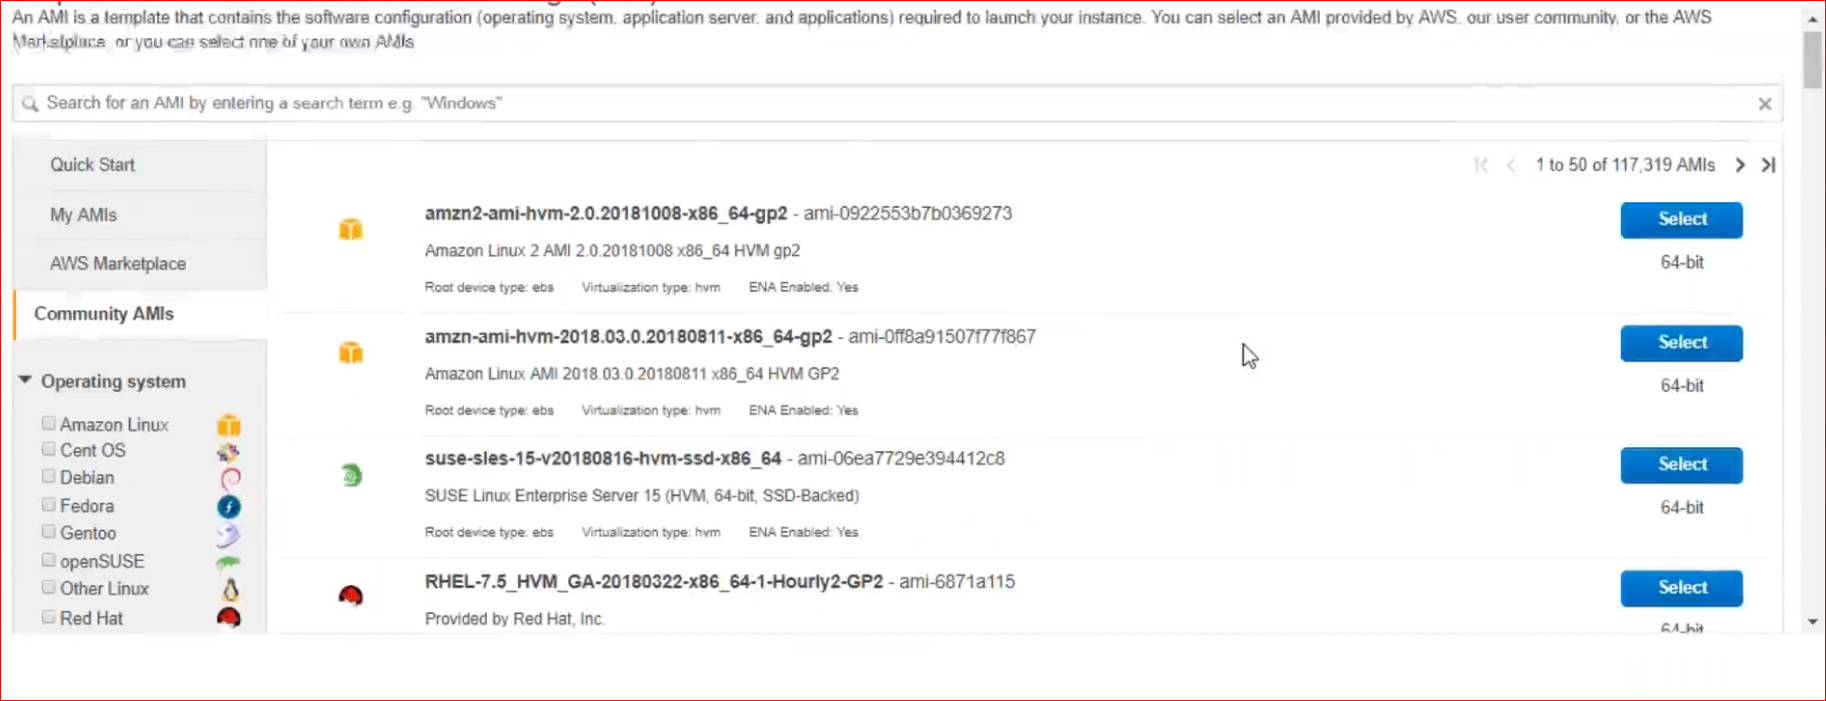 An AMI is a template that contains the software configuration (operating system, application server, and applications) required to launch your instance. You can select an AMI provided by AWS, our user community, or the AWS
Marketplace, or you can select one of your own AMIs
Search for an AMI by entering a search term e.g. "Windows"
Quick Start
1 to 50 of 117,319 AMIs
My AMIs
AWS Marketplace
Community AMIs
Operating system
Amazon Linux
Cent OS
Debian
Fedora
Gentoo
openSUSE
Other Linux
Red Hat
amzn2-ami-hvm-2.0.20181008-x86_64-gp2 - ami-0922553b7b0369273
Select
Amazon Linux 2 AMI 2.0.20181008 x86_64 HVM gp2
64-bit
Root device type: ebs Virtualization type: hvm ENA Enabled: Yes
amzn-ami-hvm-2018.03.0.20180811-x86_64-gp2 - ami-0ff8a91507f77f867
Select
Amazon Linux AMI 2018.03.0.20180811 x86_64 HVM GP2
64-bit
Root device type: ebs Virtualization type: hvm ENA Enabled: Yes
suse-sles-15-v20180816-hvm-ssd-x86_64 - ami-06ea7729e394412c8
Select
SUSE Linux Enterprise Server 15 (HVM, 64-bit, SSD-Backed)
64-bit
Root device type: ebs Virtualization type: hvm ENA Enabled: Yes
RHEL-7.5_HVM_GA-20180322-x86_64-1-Hourly2-GP2 - ami-6871a115
Select
Provided by Red Hat, Inc.
64-bit